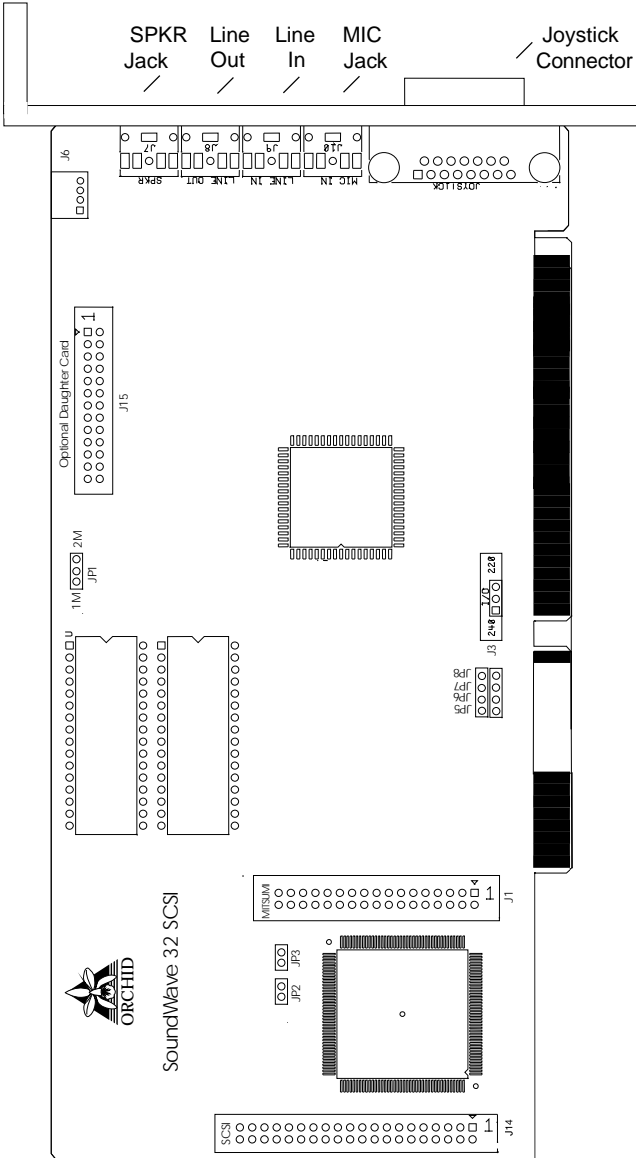 SPKR Jack
Line Out
Line In
MIC Jack
Joystick Connector
J6
J7
J8
J9
J10
SPKR
LINE OUT
LINE IN
MIC IN
JOYSTICK
1
Optional Daughter Card
J15
1M
2M
JP1
U
220
I/O
240
J3
JP8
JP7
JP6
JP5
MITSUMI
1
J1
SoundWave 32 SCSI
ORCHID
JP3
JP2
SCSI
1
J14